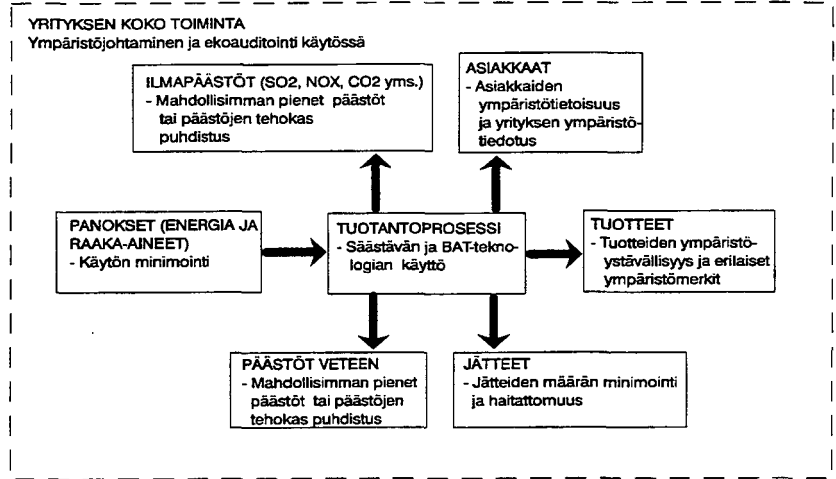 YRITYKSEN KOKO TOIMINTA
Ympäristöjohtaminen ja ekoauditointi käytössä
ILMAPÄÄSTÖT (SO2, NOX, CO2 yms.)
- Mahdollisimman pienet päästöt
tai päästöjen tehokas
puhdistus
ASIAKKAAT
- Asiakkaiden
ympäristötietoisuus
ja yrityksen ympäristö-
tiedotus
PANOKSET (ENERGIA JA
RAAKA-AINEET)
- Käytön minimointi
TUOTANTOPROSESSI
- Säästävän ja BAT-tekno-
logian käyttö
TUOTTEET
- Tuotteiden ympäristö-
ystävällisyys ja erilaiset
ympäristömerkit
PÄÄSTÖT VETEEN
- Mahdollisimman pienet
päästöt tai päästöjen
tehokas puhdistus
JÄTTEET
- Jätteiden määrän minimointi
ja haitattomuus